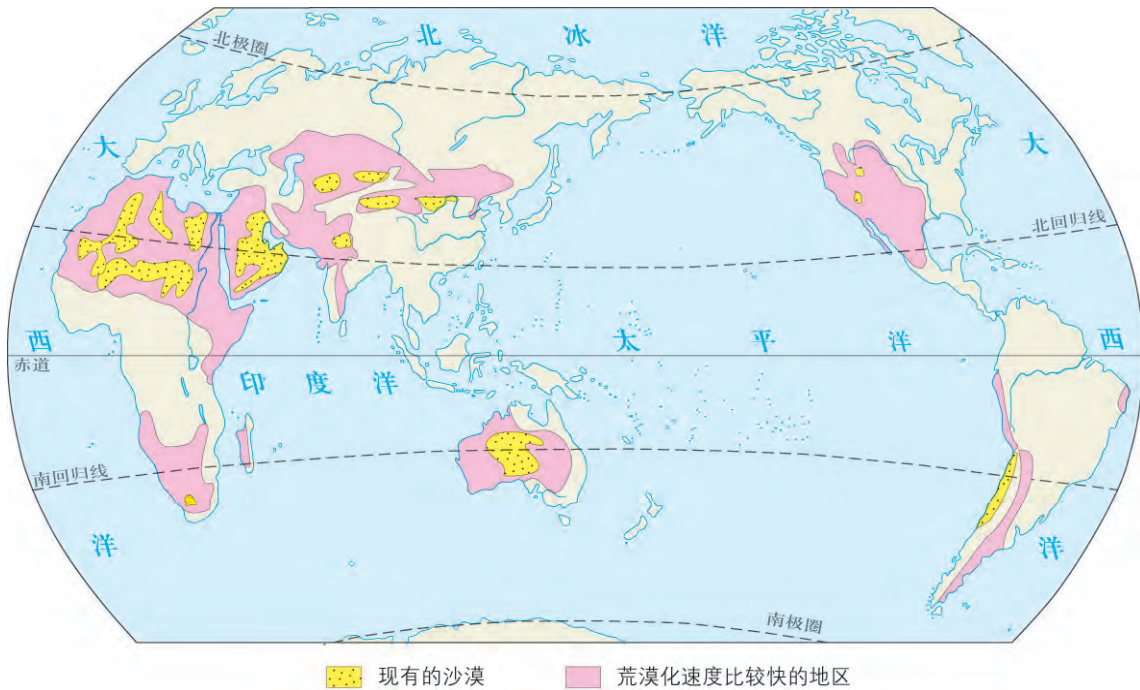 北冰洋
北极圈
大
大
北回归线
西
太平洋
西
赤道
印度洋
南回归线
洋
洋
南极圈
现有的沙漠
荒漠化速度比较快的地区